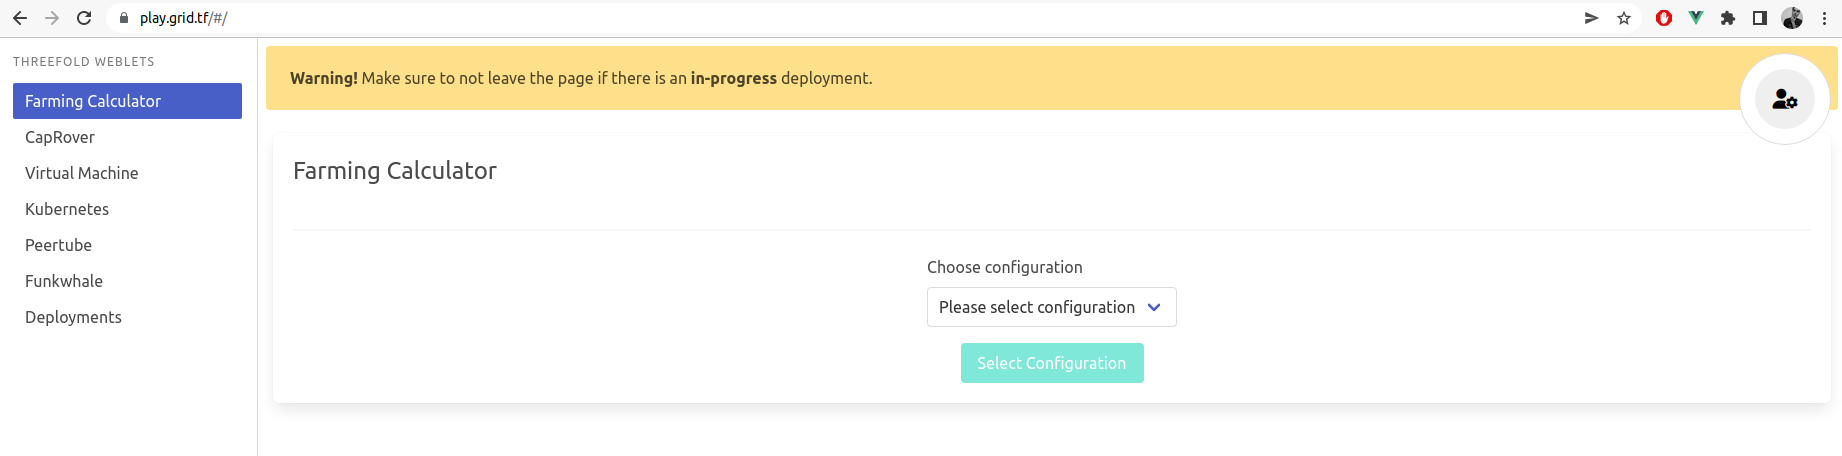 play.grid.tf/#/
THREEFOLD WEBLETS
Farming Calculator
CapRover
Virtual Machine
Kubernetes
Peertube
Funkwhale
Deployments
Warning! Make sure to not leave the page if there is an in-progress deployment.
Farming Calculator
Choose configuration
Please select configuration
Select Configuration